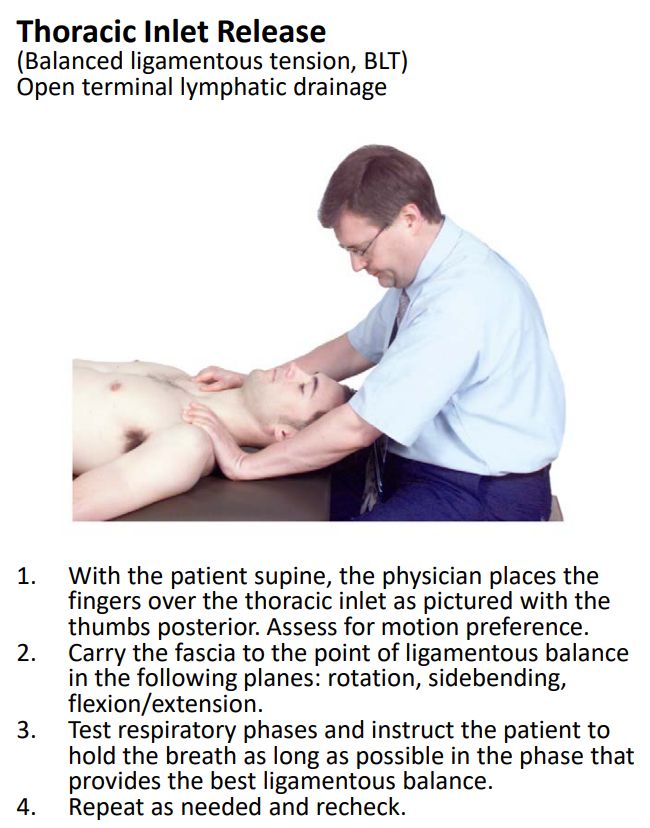 Thoracic Inlet Release
(Balanced ligamentous tension, BLT)
Open terminal lymphatic drainage
1. With the patient supine, the physician places the
fingers over the thoracic inlet as pictured with the
thumbs posterior. Assess for motion preference.
2. Carry the fascia to the point of ligamentous balance
in the following planes: rotation, sidebending,
flexion/extension.
3. Test respiratory phases and instruct the patient to
hold the breath as long as possible in the phase that
provides the best ligamentous balance.
4. Repeat as needed and recheck.